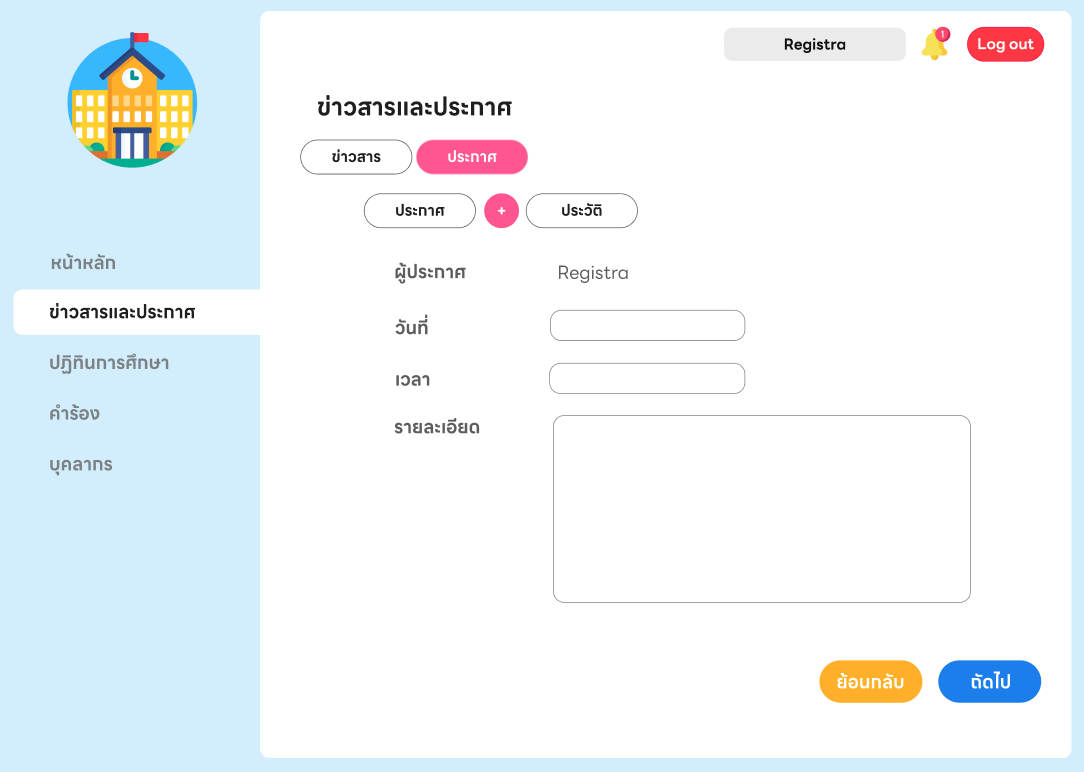 Registra
1
Log out
ข่าวสารและประกาศ
ข่าวสาร ประกาศ
ประกาศ + ประวัติ
หน้าหลัก
ข่าวสารและประกาศ
ปฏิทินการศึกษา
คำร้อง
บุคลากร
ผู้ประกาศ Registra
วันที่
เวลา
รายละเอียด
ย้อนกลับ ถัดไป